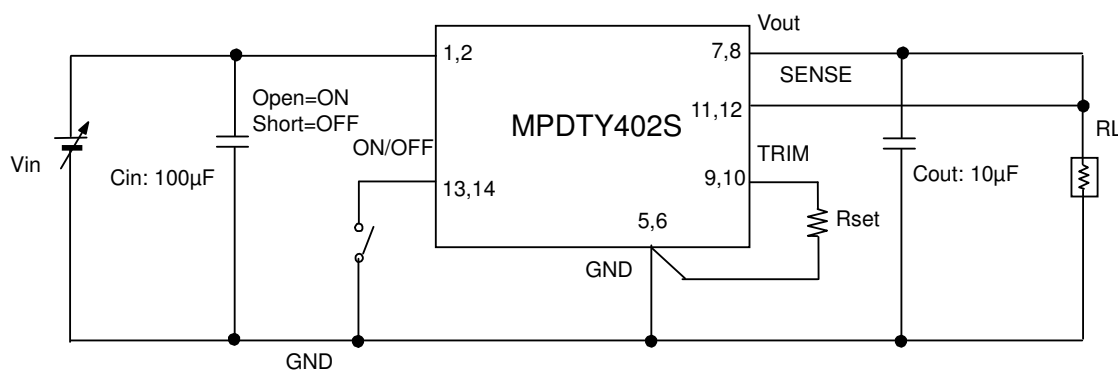 Vout
1,2
7,8
SENSE
Open=ON
Short=OFF
11,12
MPDTY402S
RL
ON/OFF
TRIM
Vin
Cin: 100µF
Cout: 10µF
13,14
9,10
5,6
Rset
GND
GND